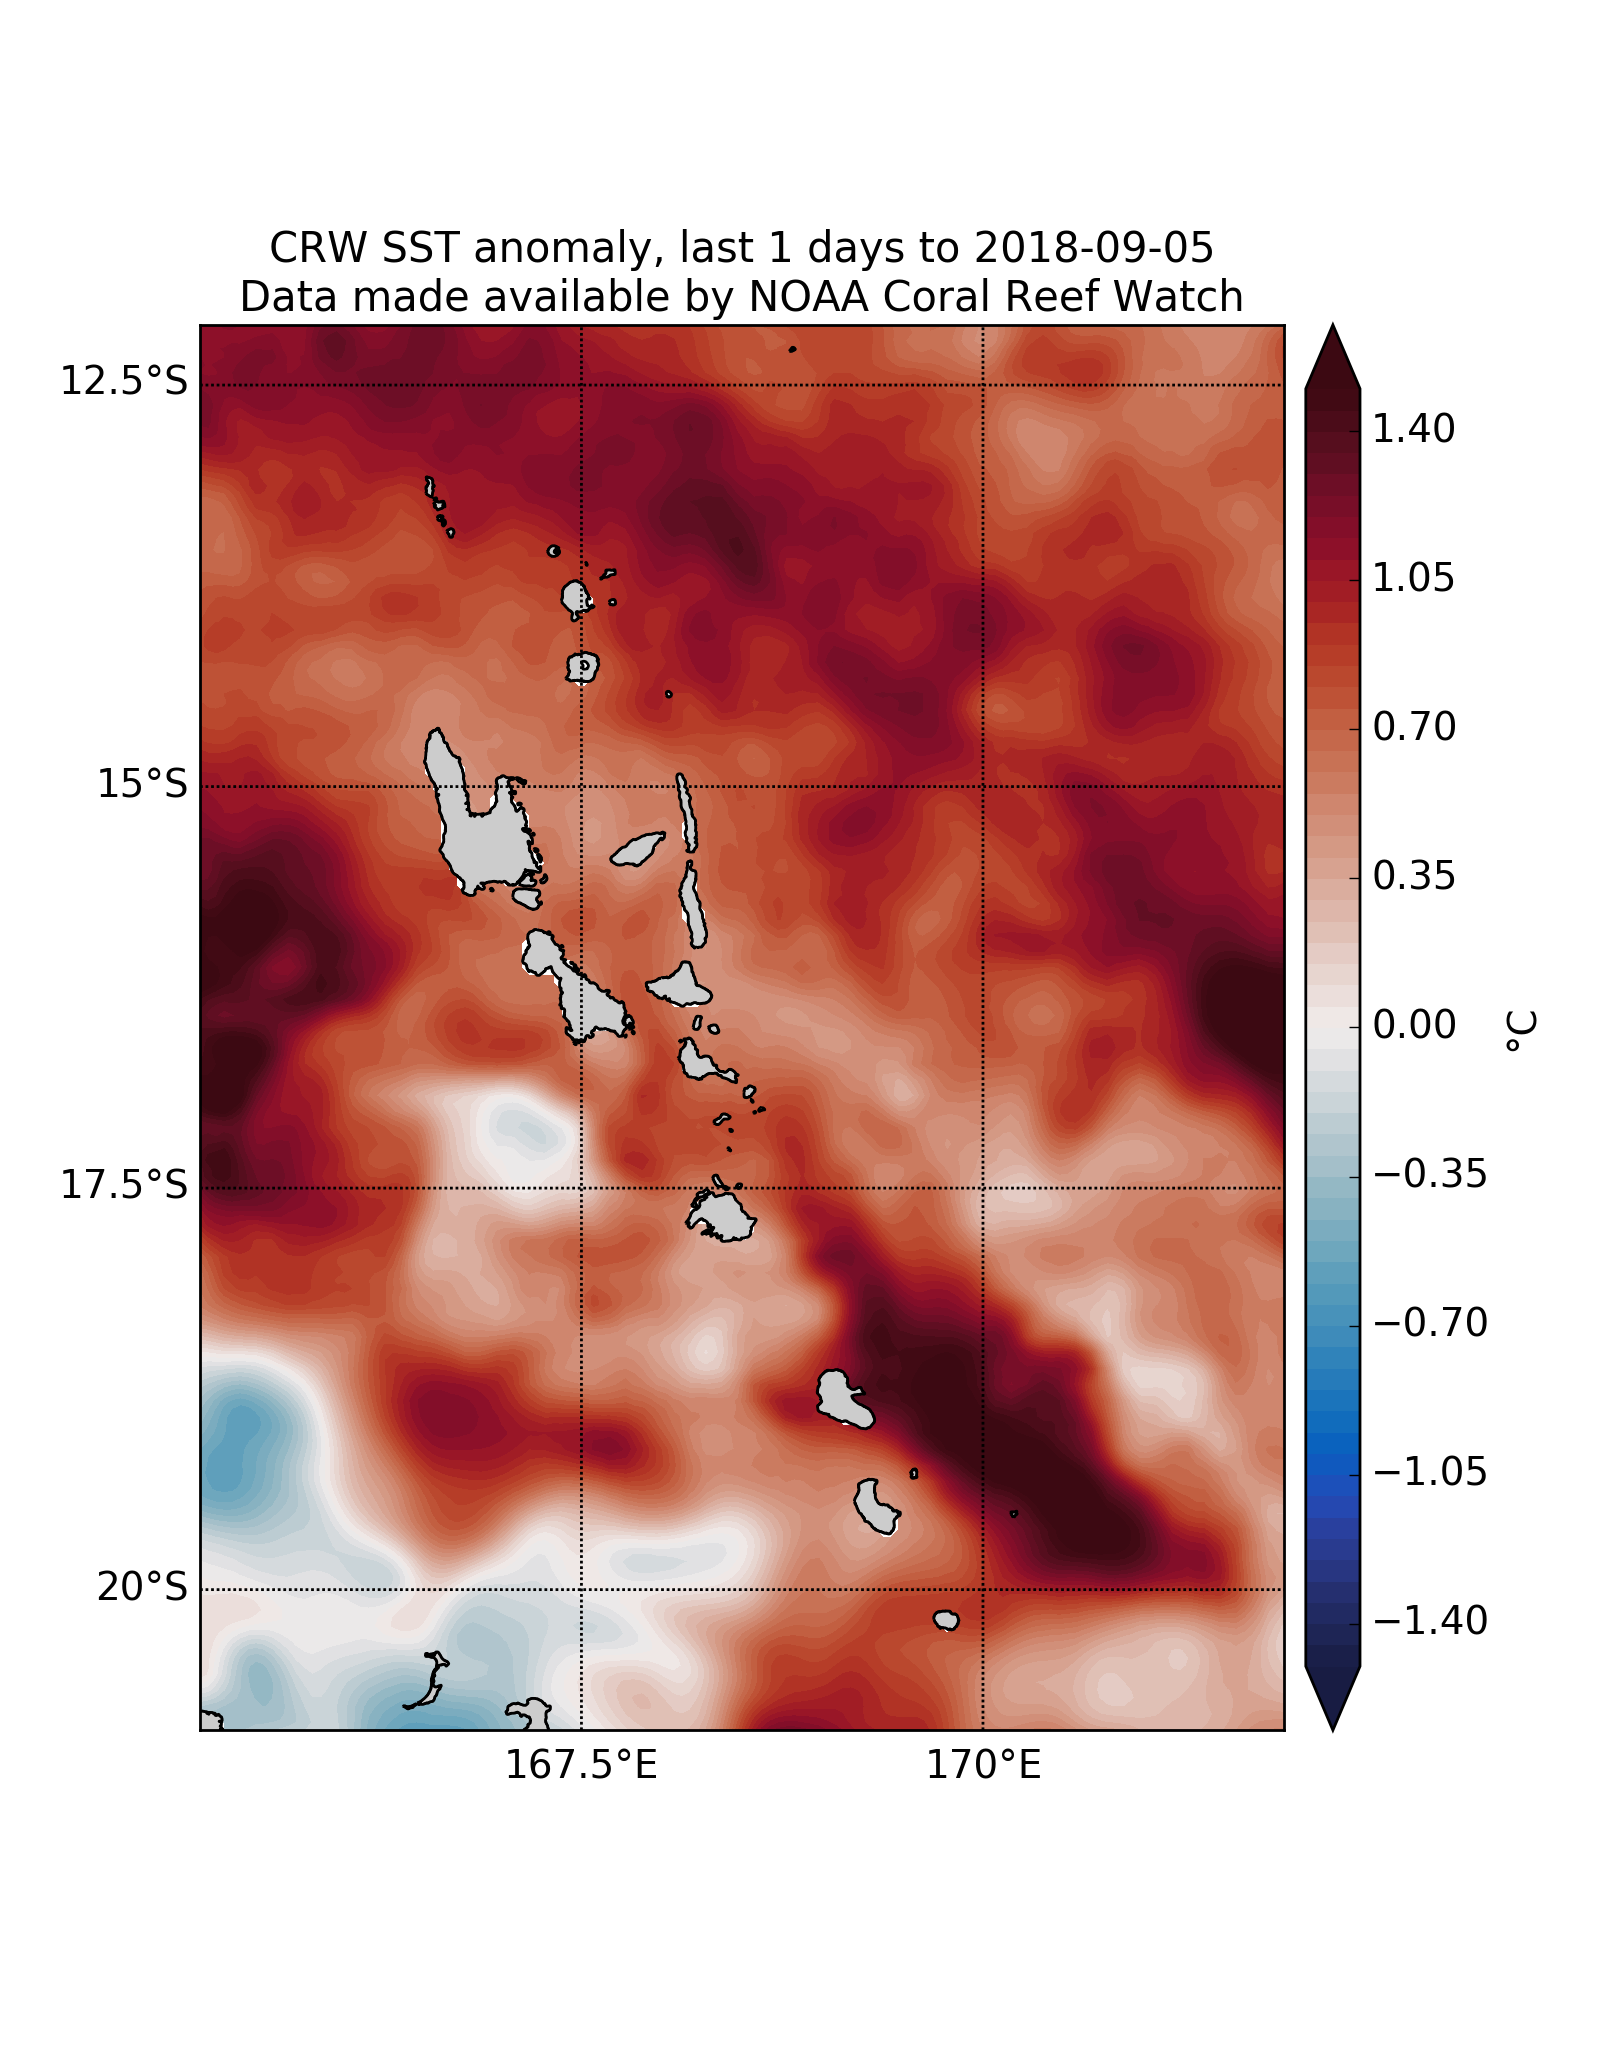 CRW SST anomaly, last 1 days to 2018-09-05
Data made available by NOAA Coral Reef Watch
12.5°S
15°S
17.5°S
20°S
167.5°E
170°E
1.40
1.05
0.70
0.35
0.00
−0.35
−0.70
−1.05
−1.40
°C